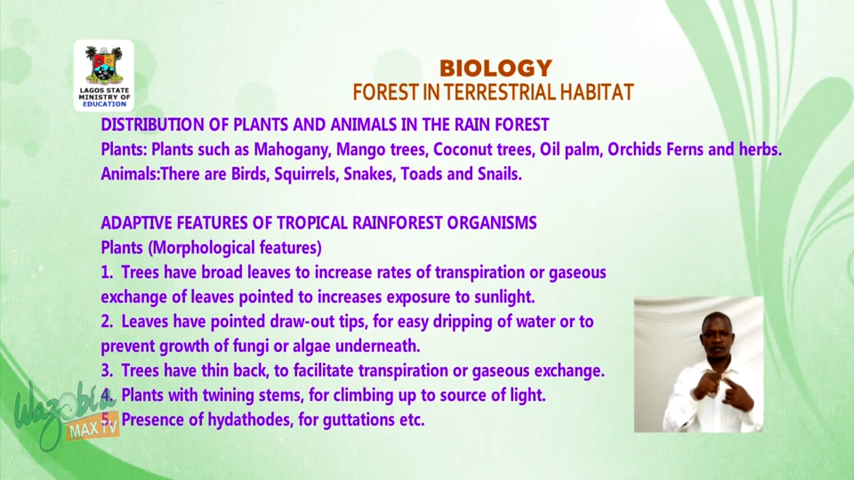 LAGOS STATE
MINISTRY OF
EDUCATION
BIOLOGY
FOREST IN TERRESTRIAL HABITAT
DISTRIBUTION OF PLANTS AND ANIMALS IN THE RAIN FOREST
Plants: Plants such as Mahogany, Mango trees, Coconut trees, Oil palm, Orchids Ferns and herbs.
Animals:There are Birds, Squirrels, Snakes, Toads and Snails.
ADAPTIVE FEATURES OF TROPICAL RAINFOREST ORGANISMS
Plants (Morphological features)
1. Trees have broad leaves to increase rates of transpiration or gaseous
exchange of leaves pointed to increases exposure to sunlight.
2. Leaves have pointed draw-out tips, for easy dripping of water or to
prevent growth of fungi or algae underneath.
3. Trees have thin back, to facilitate transpiration or gaseous exchange.
4. Plants with twining stems, for climbing up to source of light.
5. Presence of hydathodes, for guttations etc.
Wazobia
MAX TV